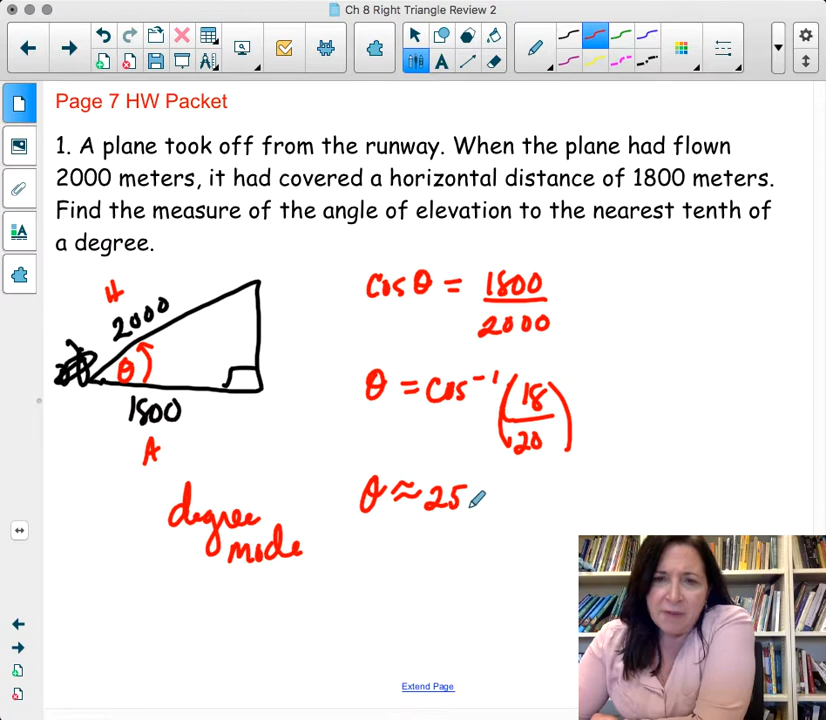 Ch 8 Right Triangle Review 2
Page 7 HW Packet
1. A plane took off from the runway. When the plane had flown
2000 meters, it had covered a horizontal distance of 1800 meters.
Find the measure of the angle of elevation to the nearest tenth of
a degree.
H
2000
θ
1800
A
cos θ = 1800
2000
θ = cos⁻¹ (18
20)
θ ≈ 25
degree
mode
Extend Page